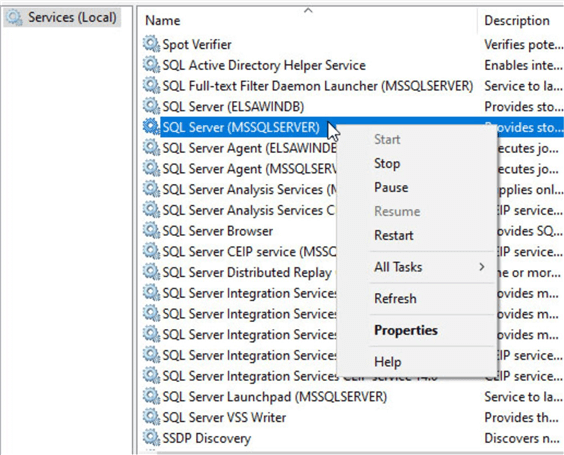 Services (Local)
Name Description
Spot Verifier Verifies pote...
SQL Active Directory Helper Service Enables inte...
SQL Full-text Filter Daemon Launcher (MSSQLSERVER) Service to la...
SQL Server (ELSAWINDB) Provides sto...
SQL Server (MSSQLSERVER) Provides sto...
SQL Server Agent (ELSAWINDB
SQL Server Agent (MSSQLSERV
SQL Server Analysis Services (M
SQL Server Analysis Services C
SQL Server Browser
SQL Server CEIP service (MSSQ
SQL Server Distributed Replay
SQL Server Integration Services
SQL Server Integration Services
SQL Server Integration Services
SQL Server Integration Services
SQL Server Integration Services CEIP service 14.0
SQL Server Launchpad (MSSQLSERVER) Service to la...
SQL Server VSS Writer Provides th...
SSDP Discovery Discovers n...
Start
Stop
Pause
Resume
Restart
All Tasks
Refresh
Properties
Help
ecutes jo...
ecutes jo...
pplies onl...
EIP service...
ovides SQ...
EIP service...
ne or mor...
ovides m...
ovides m...
ovides m...
EIP service...
EIP service...